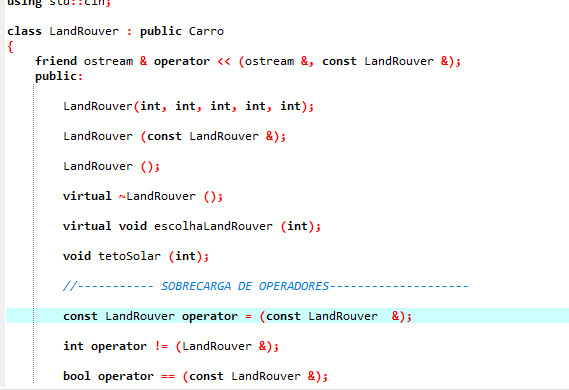 using std::cin;
class LandRouver : public Carro
{
friend ostream & operator << (ostream &, const LandRouver &);
public:
LandRouver(int, int, int, int, int);
LandRouver (const LandRouver &);
LandRouver ();
virtual ~LandRouver ();
virtual void escolhaLandRouver (int);
void tetoSolar (int);
//----------- SOBRECARGA DE OPERADORES--------------------
const LandRouver operator = (const LandRouver  &);
int operator != (LandRouver &);
bool operator == (const LandRouver &);